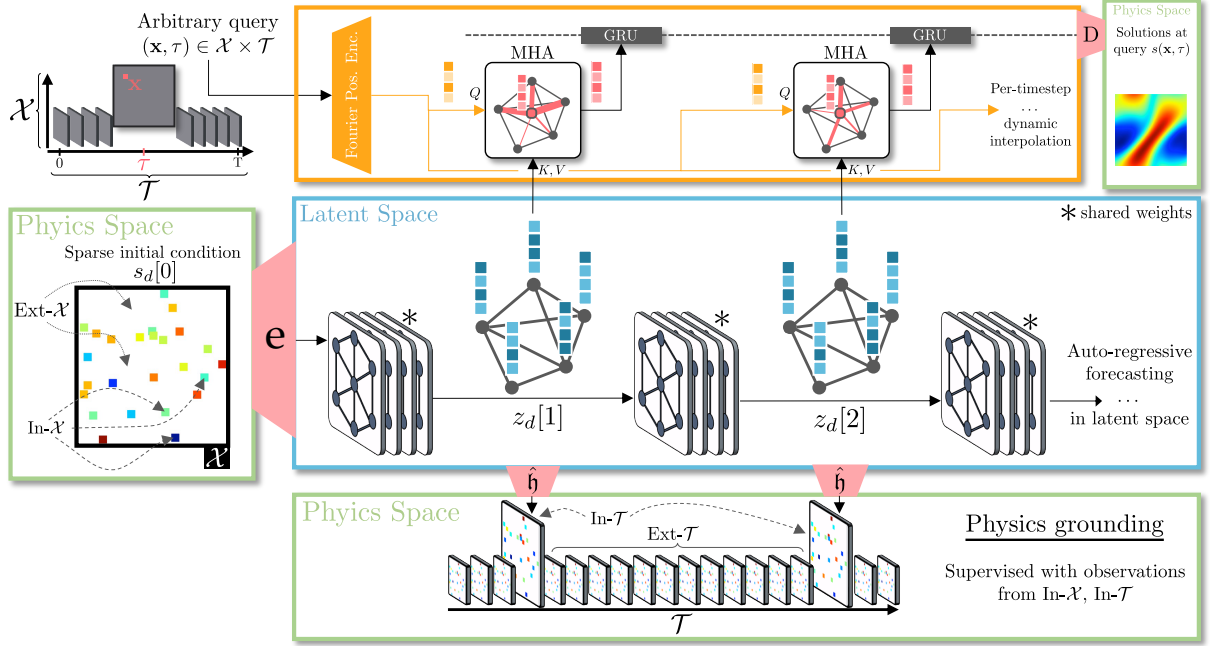 Arbitrary query
(x, τ) ∈ 𝒳 × 𝒯
x
𝒳
0
τ
T
𝒯
Fourier Pos. Enc.
Q
MHA
K, V
GRU
Q
MHA
K, V
GRU
Per-timestep
...
dynamic
interpolation
D
Phyics Space
Solutions at
query s(x, τ)
Phyics Space
Sparse initial condition
s_d[0]
Ext-𝒳
In-𝒳
𝒳
e
Latent Space
* shared weights
*
*
*
z_d[1]
z_d[2]
Auto-regressive
forecasting
...
in latent space
𝔥̂
𝔥̂
Phyics Space
In-𝒯
Ext-𝒯
𝒯
Physics grounding
Supervised with observations
from In-𝒳, In-𝒯